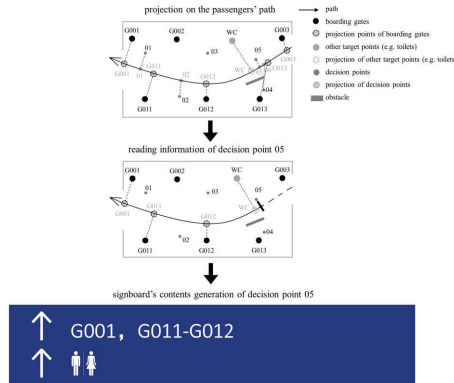 projection on the passengers' path
G001
G002
WC
G003
01
03
05
G001
01
G011
02
G012
WC
G003
G013
02
04
G011
G012
G013
path
boarding gates
projection points of boarding gates
other target points (e.g. toilets)
projection of other target points (e.g. toilets
decision points
projection of decision points
obstacle
reading information of decision point 05
G001
G002
WC
G003
01
03
05
G001
G011
G012
WC
02
04
G011
G012
G013
signboard's contents generation of decision point 05
G001, G011-G012